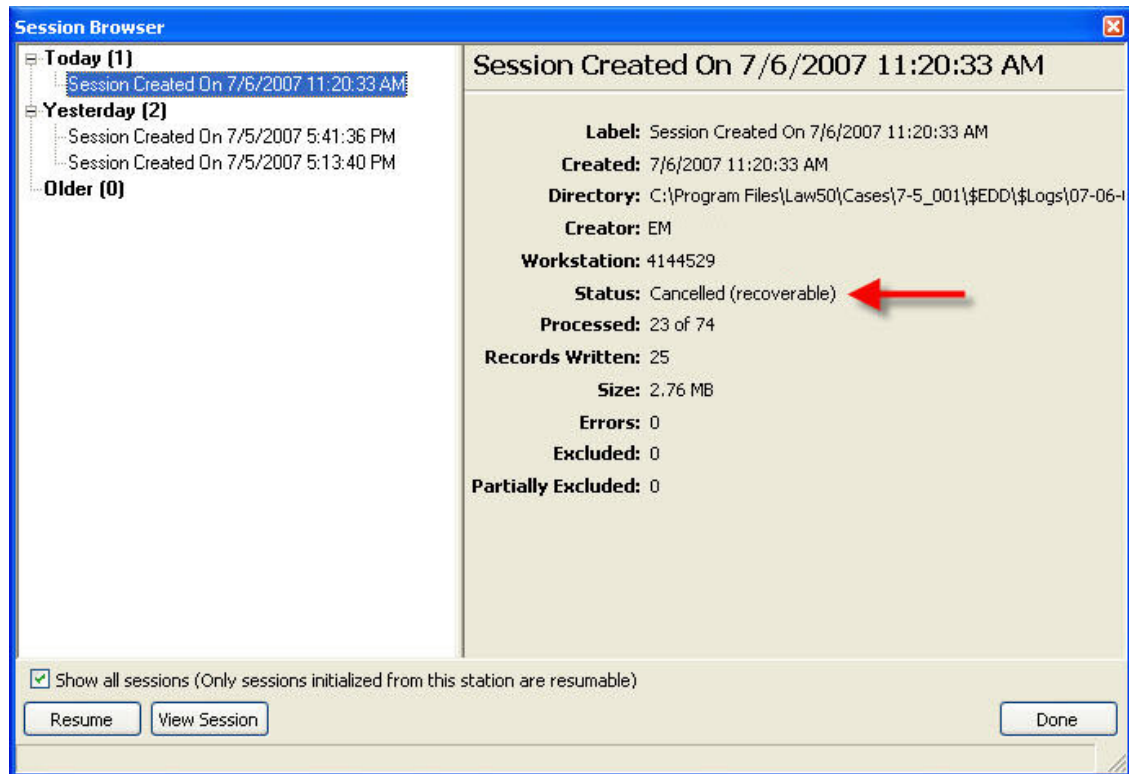 Session Browser
Today (1)
Session Created On 7/6/2007 11:20:33 AM
Yesterday (2)
Session Created On 7/5/2007 5:41:36 PM
Session Created On 7/5/2007 5:13:40 PM
Older (0)
Session Created On 7/6/2007 11:20:33 AM
Label: Session Created On 7/6/2007 11:20:33 AM
Created: 7/6/2007 11:20:33 AM
Directory: C:\Program Files\Law50\Cases\7-5_001\$EDD\$Logs\07-06-
Creator: EM
Workstation: 4144529
Status: Cancelled (recoverable)
Processed: 23 of 74
Records Written: 25
Size: 2.76 MB
Errors: 0
Excluded: 0
Partially Excluded: 0
Show all sessions (Only sessions initialized from this station are resumable)
Resume View Session Done